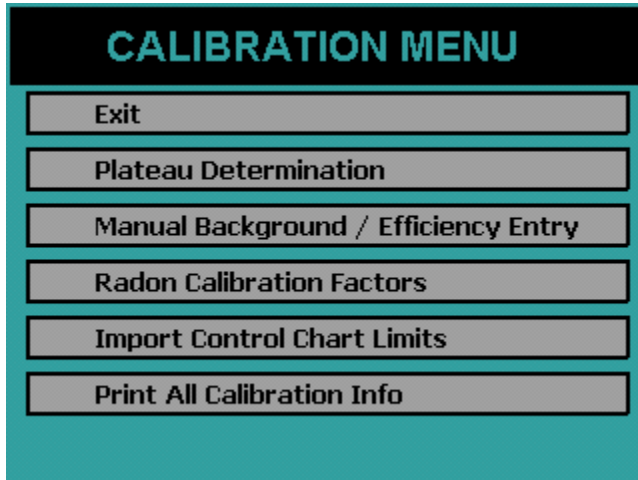 CALIBRATION MENU
Exit
Plateau Determination
Manual Background / Efficiency Entry
Radon Calibration Factors
Import Control Chart Limits
Print All Calibration Info